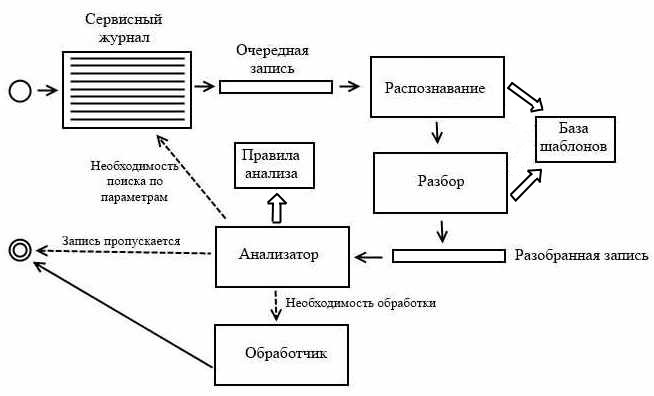 Сервисный
журнал
Очередная
запись
Распознавание
База
шаблонов
Правила
анализа
Необходимость
поиска по
параметрам
Разбор
Запись пропускается
Анализатор
Разобранная запись
Необходимость обработки
Обработчик